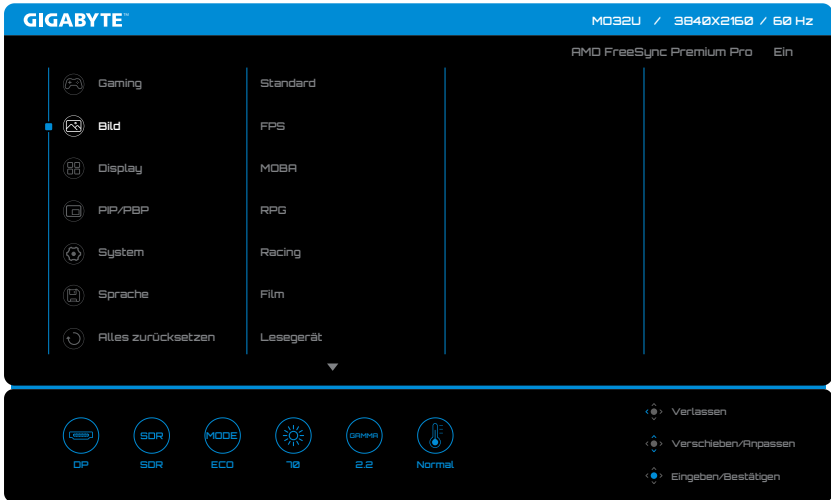 GIGABYTE™
MD32U / 3840X2160 / 60 Hz
AMD FreeSync Premium Pro Ein
Gaming
Bild
Display
PIP/PBP
System
Sprache
Alles zurücksetzen
Standard
FPS
MOBA
RPG
Racing
Film
Lesegerät
SDR
MODE
GAMMA
DP
SDR
ECO
70
2.2
Normal
Verlassen
Verschieben/Anpassen
Eingeben/Bestätigen